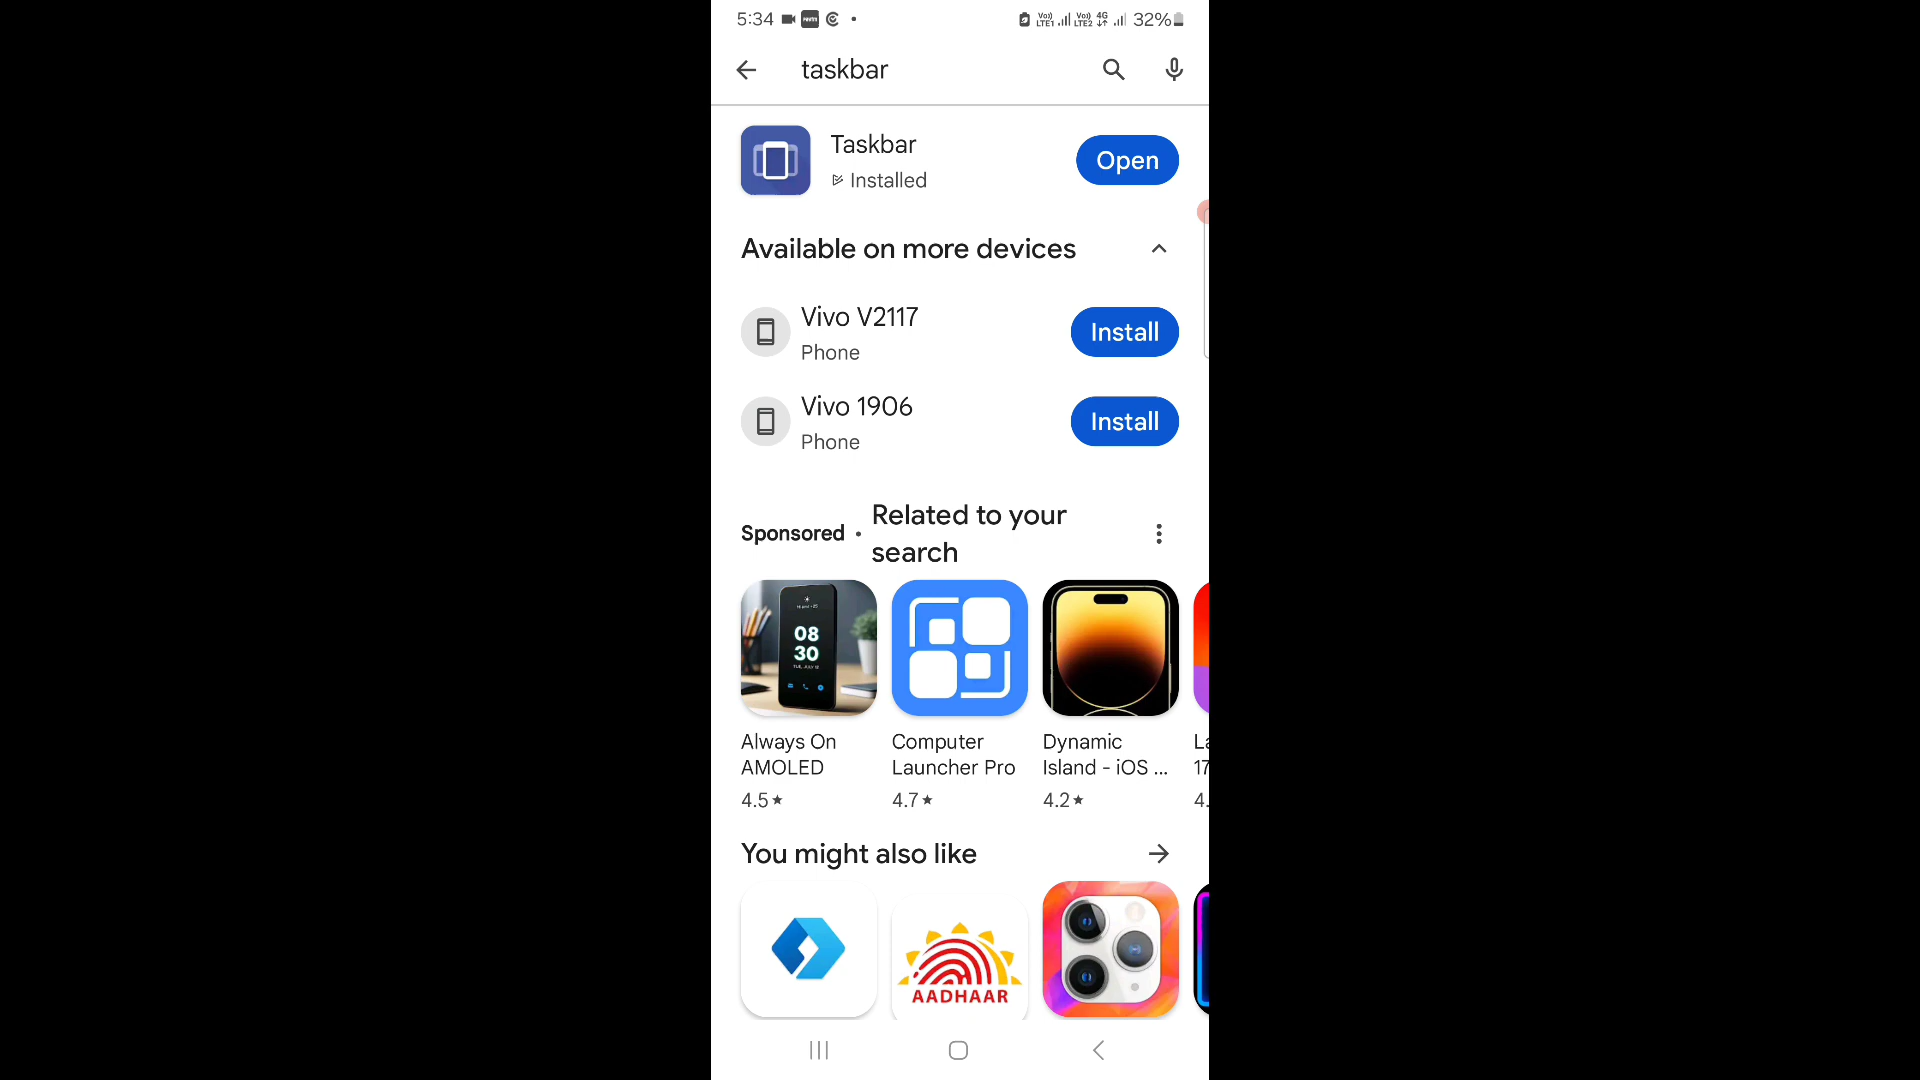 5:34 32%
taskbar
Taskbar
Installed
Open
Available on more devices
Vivo V2117
Phone
Install
Vivo 1906
Phone
Install
Sponsored • Related to your
search
08
30
Always On
AMOLED
4.5★
Computer
Launcher Pro
4.7★
Dynamic
Island - iOS ...
4.2★
17
4.
You might also like
AADHAAR